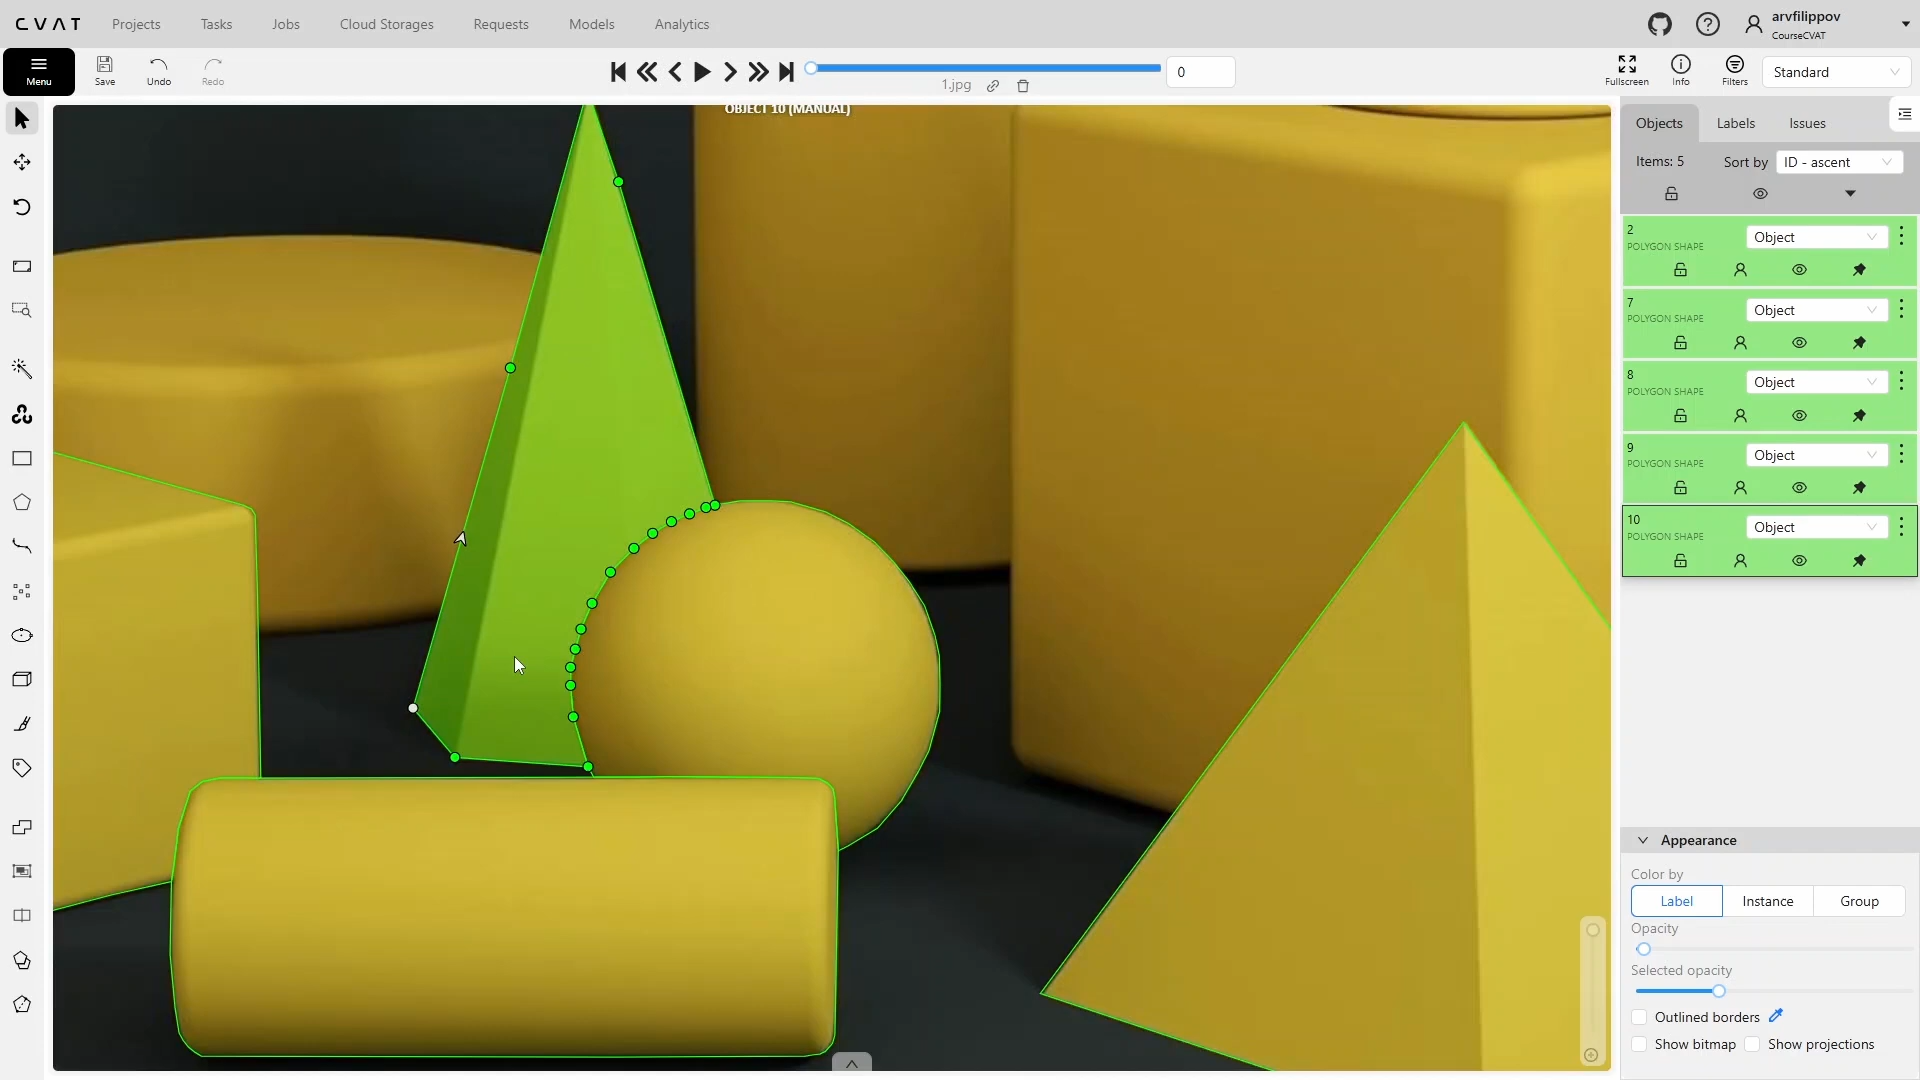 CVAT
Projects
Tasks
Jobs
Cloud Storages
Requests
Models
Analytics
arvfilippov
CourseCVAT
Menu
Save
Undo
Redo
1.jpg
0
Fullscreen
Info
Filters
Standard
OBJECT 10 (MANUAL)
Objects
Labels
Issues
Items: 5
Sort by
ID - ascent
2
POLYGON SHAPE
Object
7
POLYGON SHAPE
Object
8
POLYGON SHAPE
Object
9
POLYGON SHAPE
Object
10
POLYGON SHAPE
Object
Appearance
Color by
Label
Instance
Group
Opacity
Selected opacity
Outlined borders
Show bitmap
Show projections